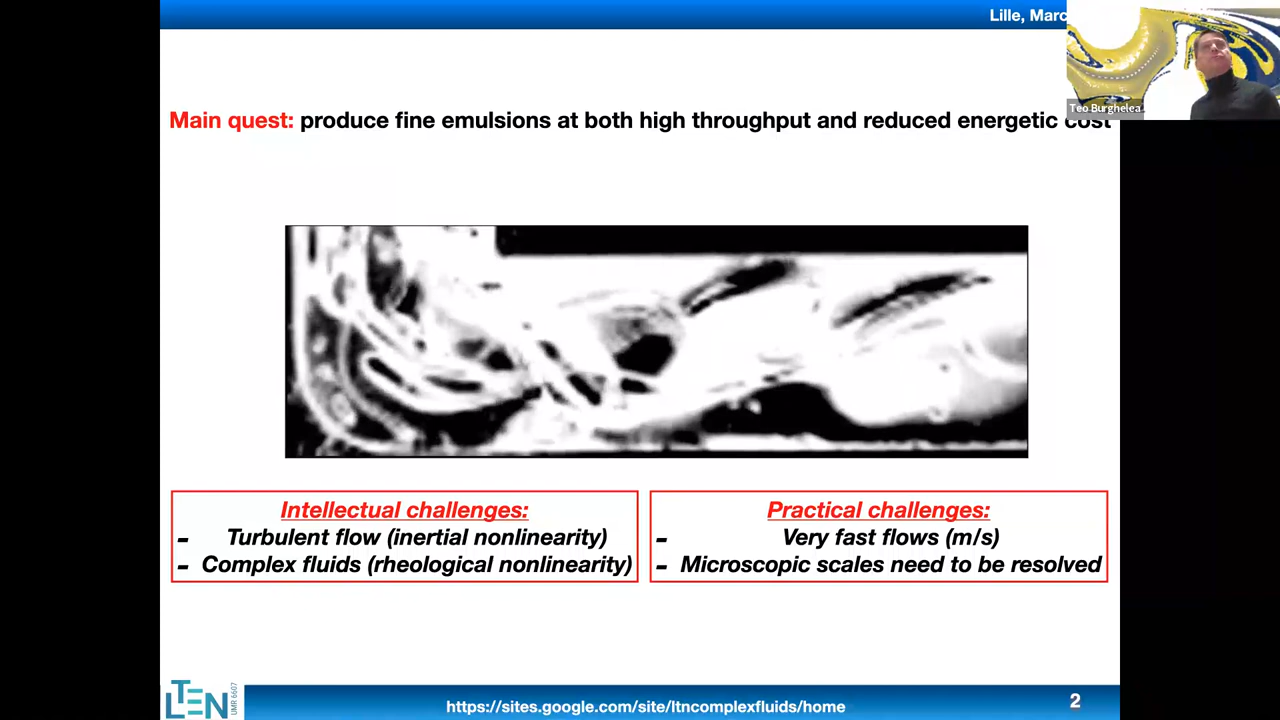 Lille, Marc
Teo Burghelea
Main quest: produce fine emulsions at both high throughput and reduced energetic cost
Intellectual challenges:
- Turbulent flow (inertial nonlinearity)
- Complex fluids (rheological nonlinearity)
Practical challenges:
- Very fast flows (m/s)
- Microscopic scales need to be resolved
LTEN
UMR 6607
https://sites.google.com/site/ltncomplexfluids/home
2